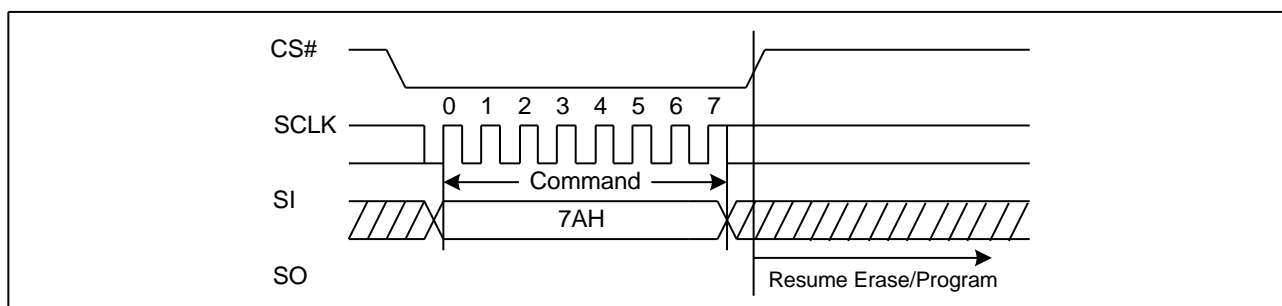 CS#
0 1 2 3 4 5 6 7
SCLK
Command
SI
7AH
SO
Resume Erase/Program